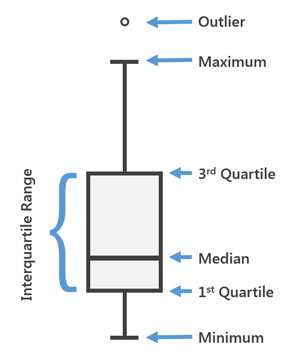 Outlier
Maximum
3rd Quartile
Interquartile Range
Median
1st Quartile
Minimum